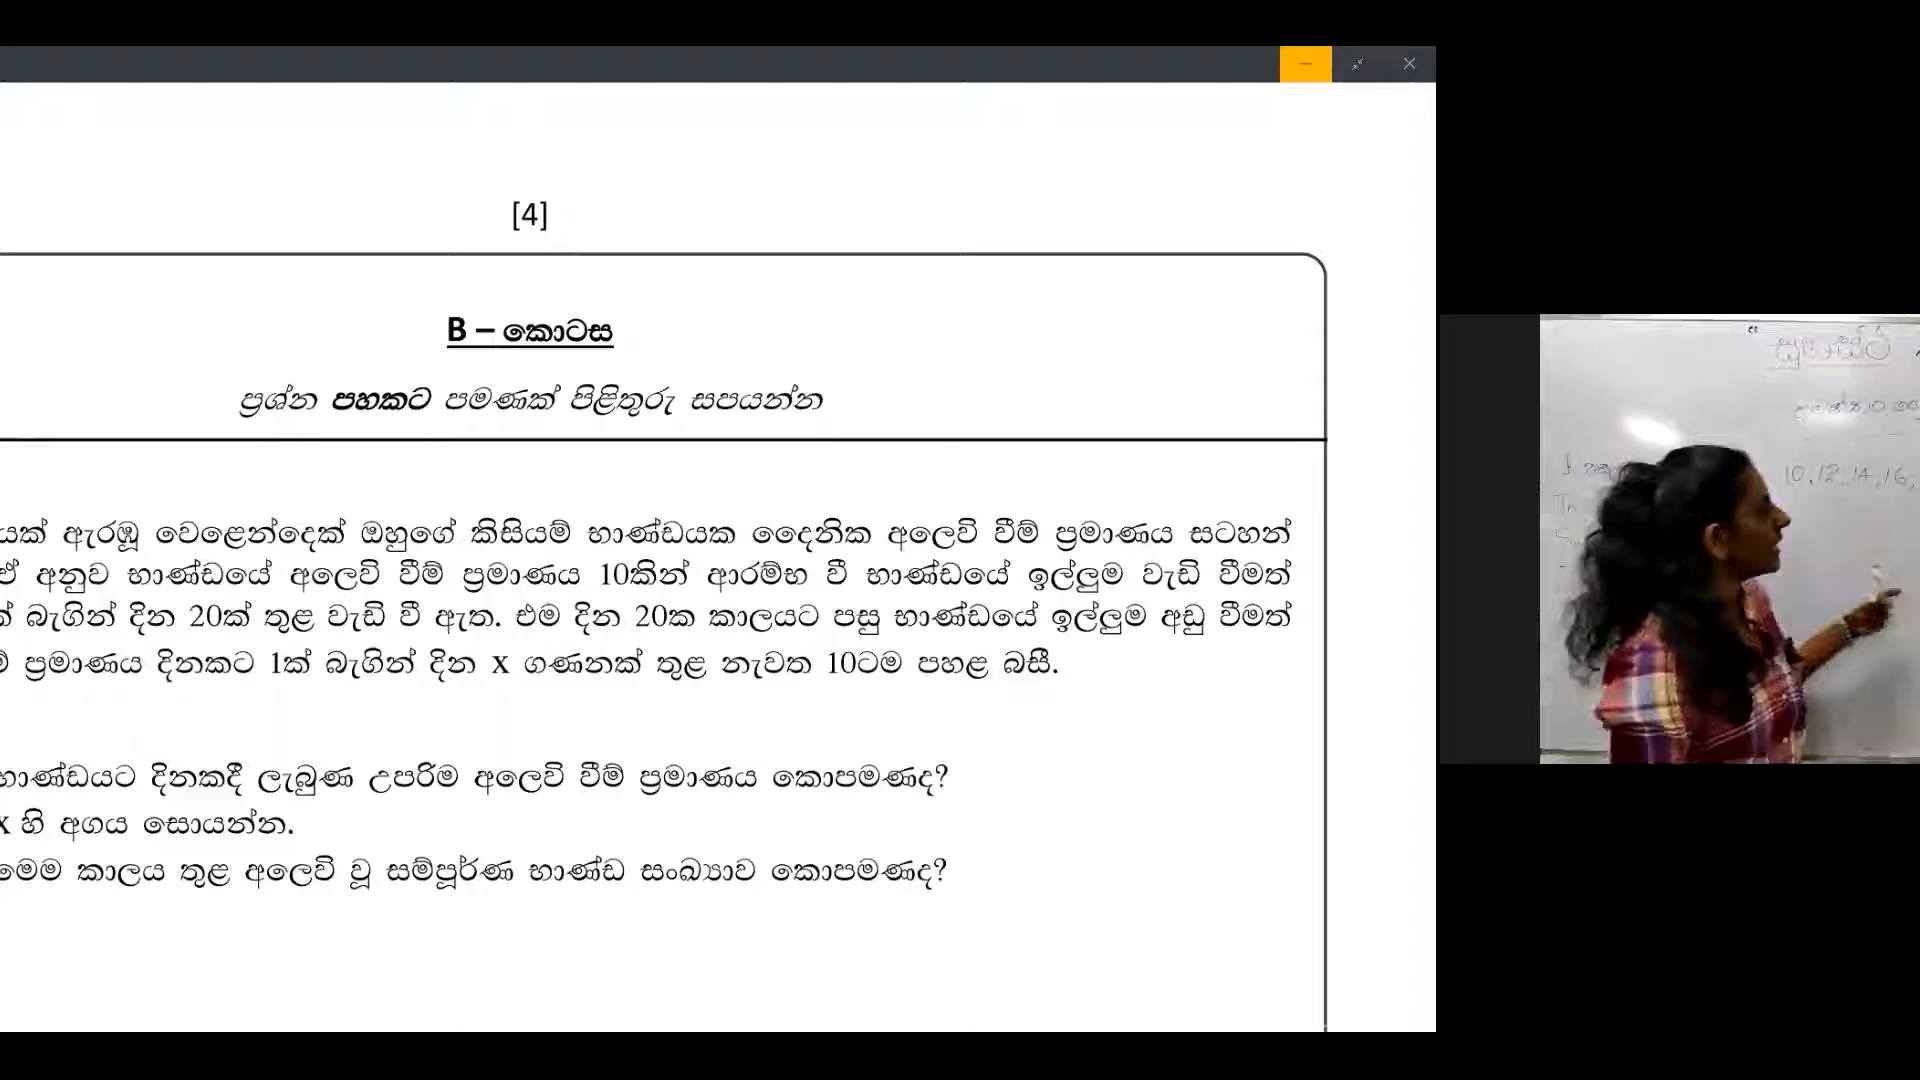 [4]
B – කොටස
ප්‍රශ්න පහකට පමණක් පිළිතුරු සපයන්න
ඇරඹූ වෙළෙන්දෙක් ඔහුගේ කිසියම් භාණ්ඩයක දෛනික අලෙවි වීම් ප්‍රමාණය සටහන්
අනුව භාණ්ඩයේ අලෙවි වීම් ප්‍රමාණය 10කින් ආරම්භ වී භාණ්ඩයේ ඉල්ලුම වැඩි වීමත්
බැගින් දින 20ක් තුළ වැඩි වී ඇත. එම දින 20ක කාලයට පසු භාණ්ඩයේ ඉල්ලුම අඩු වීමත්
ප්‍රමාණය දිනකට 1ක් බැගින් දින x ගණනක් තුළ නැවත 10ටම පහළ බසී.
භාණ්ඩයට දිනකදී ලැබුණ උපරිම අලෙවි වීම් ප්‍රමාණය කොපමණද?
x හි අගය සොයන්න.
මෙම කාලය තුළ අලෙවි වූ සම්පූර්ණ භාණ්ඩ සංඛ්‍යාව කොපමණද?
10, 12, 14, 16,
Tn